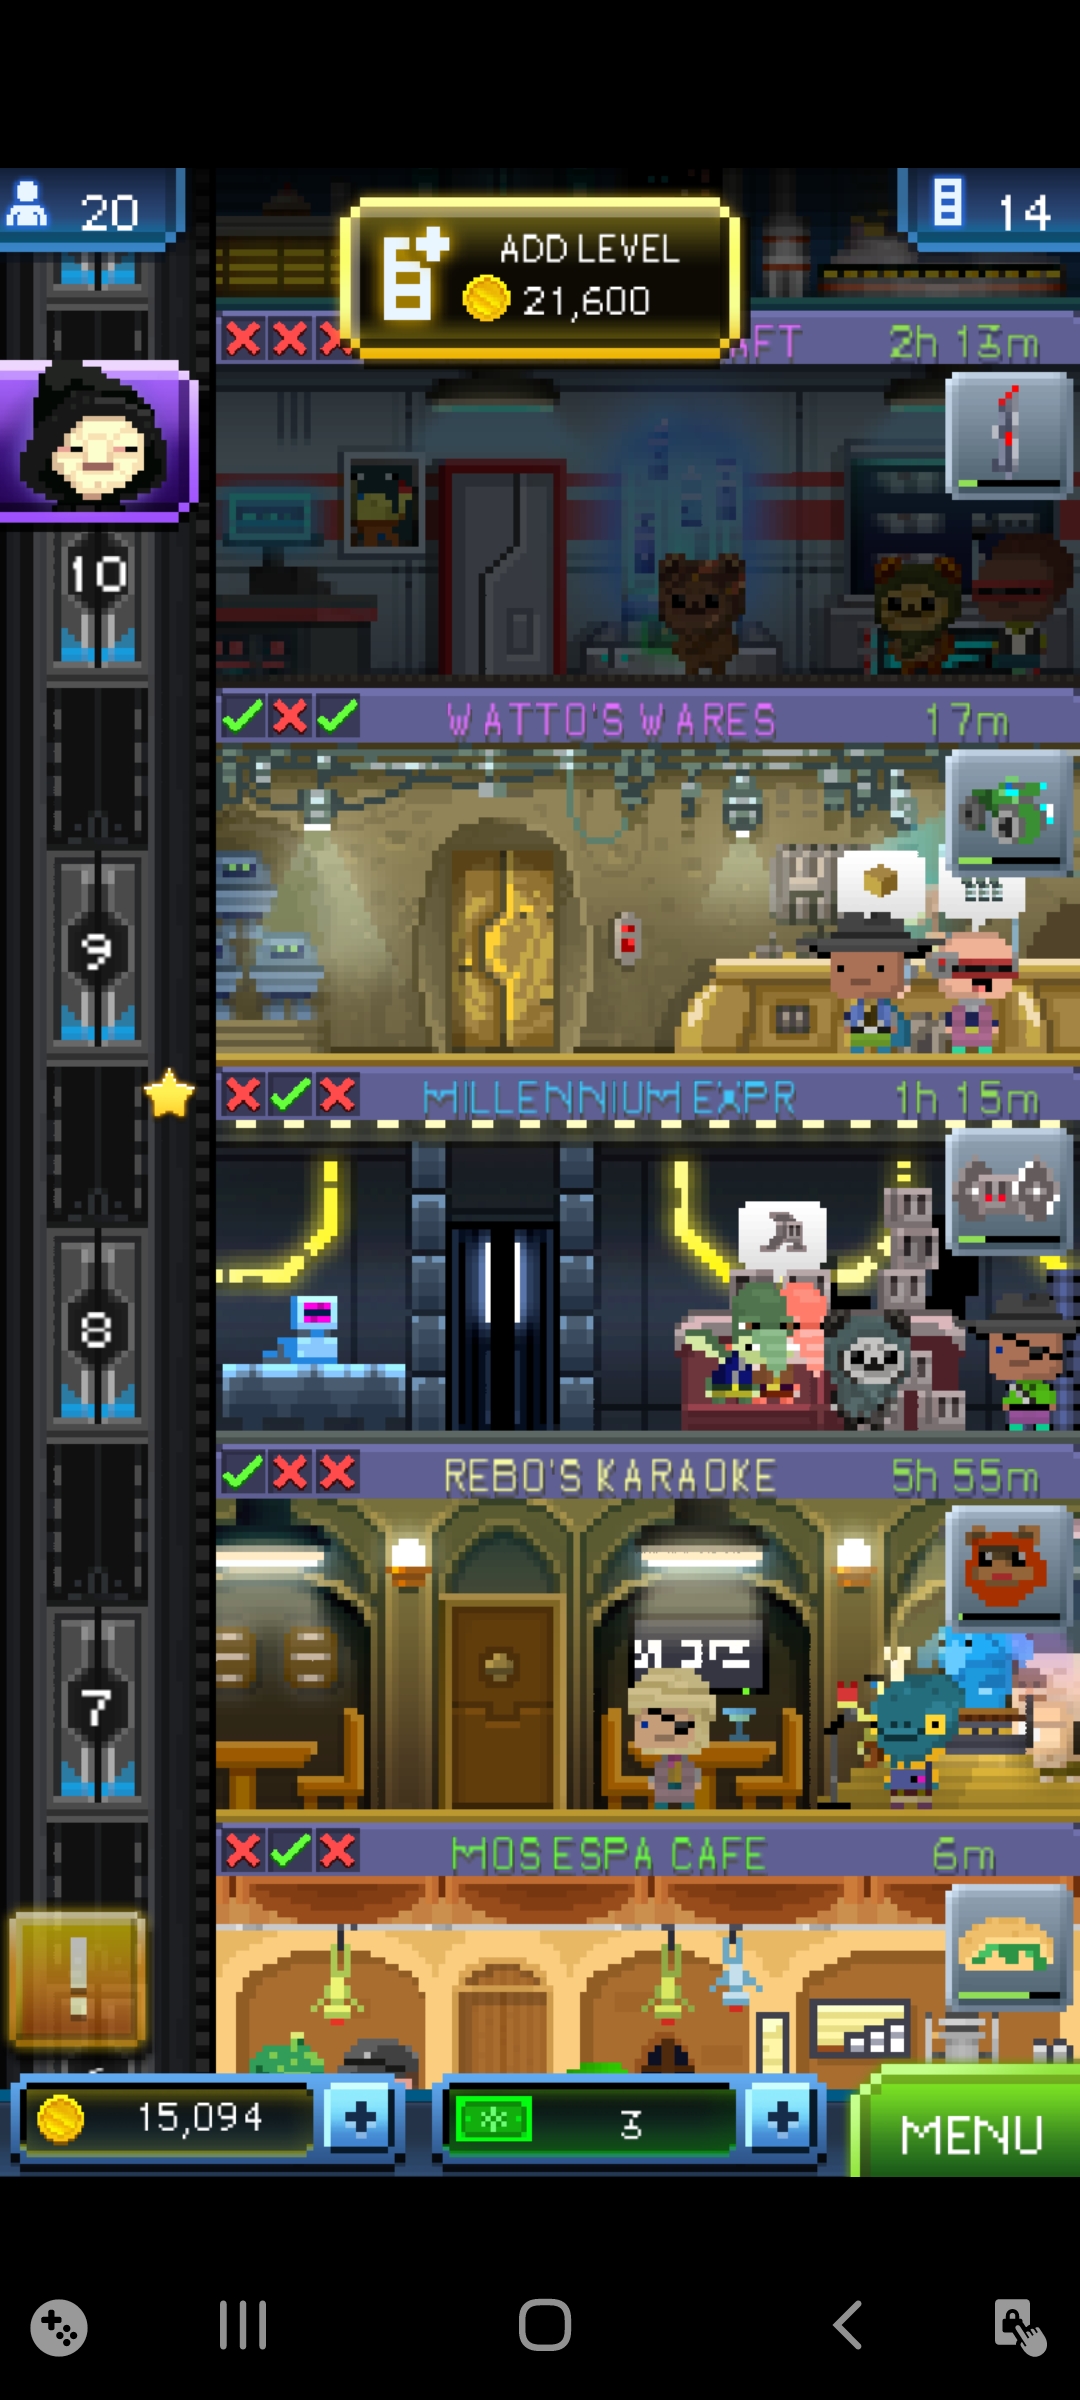 20
14
ADD LEVEL
21,600
2h 13m
10
WATTO'S WARES
17m
9
MILLENNIUM EXPR
1h 15m
8
REBO'S KARAOKE
5h 55m
7
MOS ESPA CAFE
6m
!
15,094
3
MENU